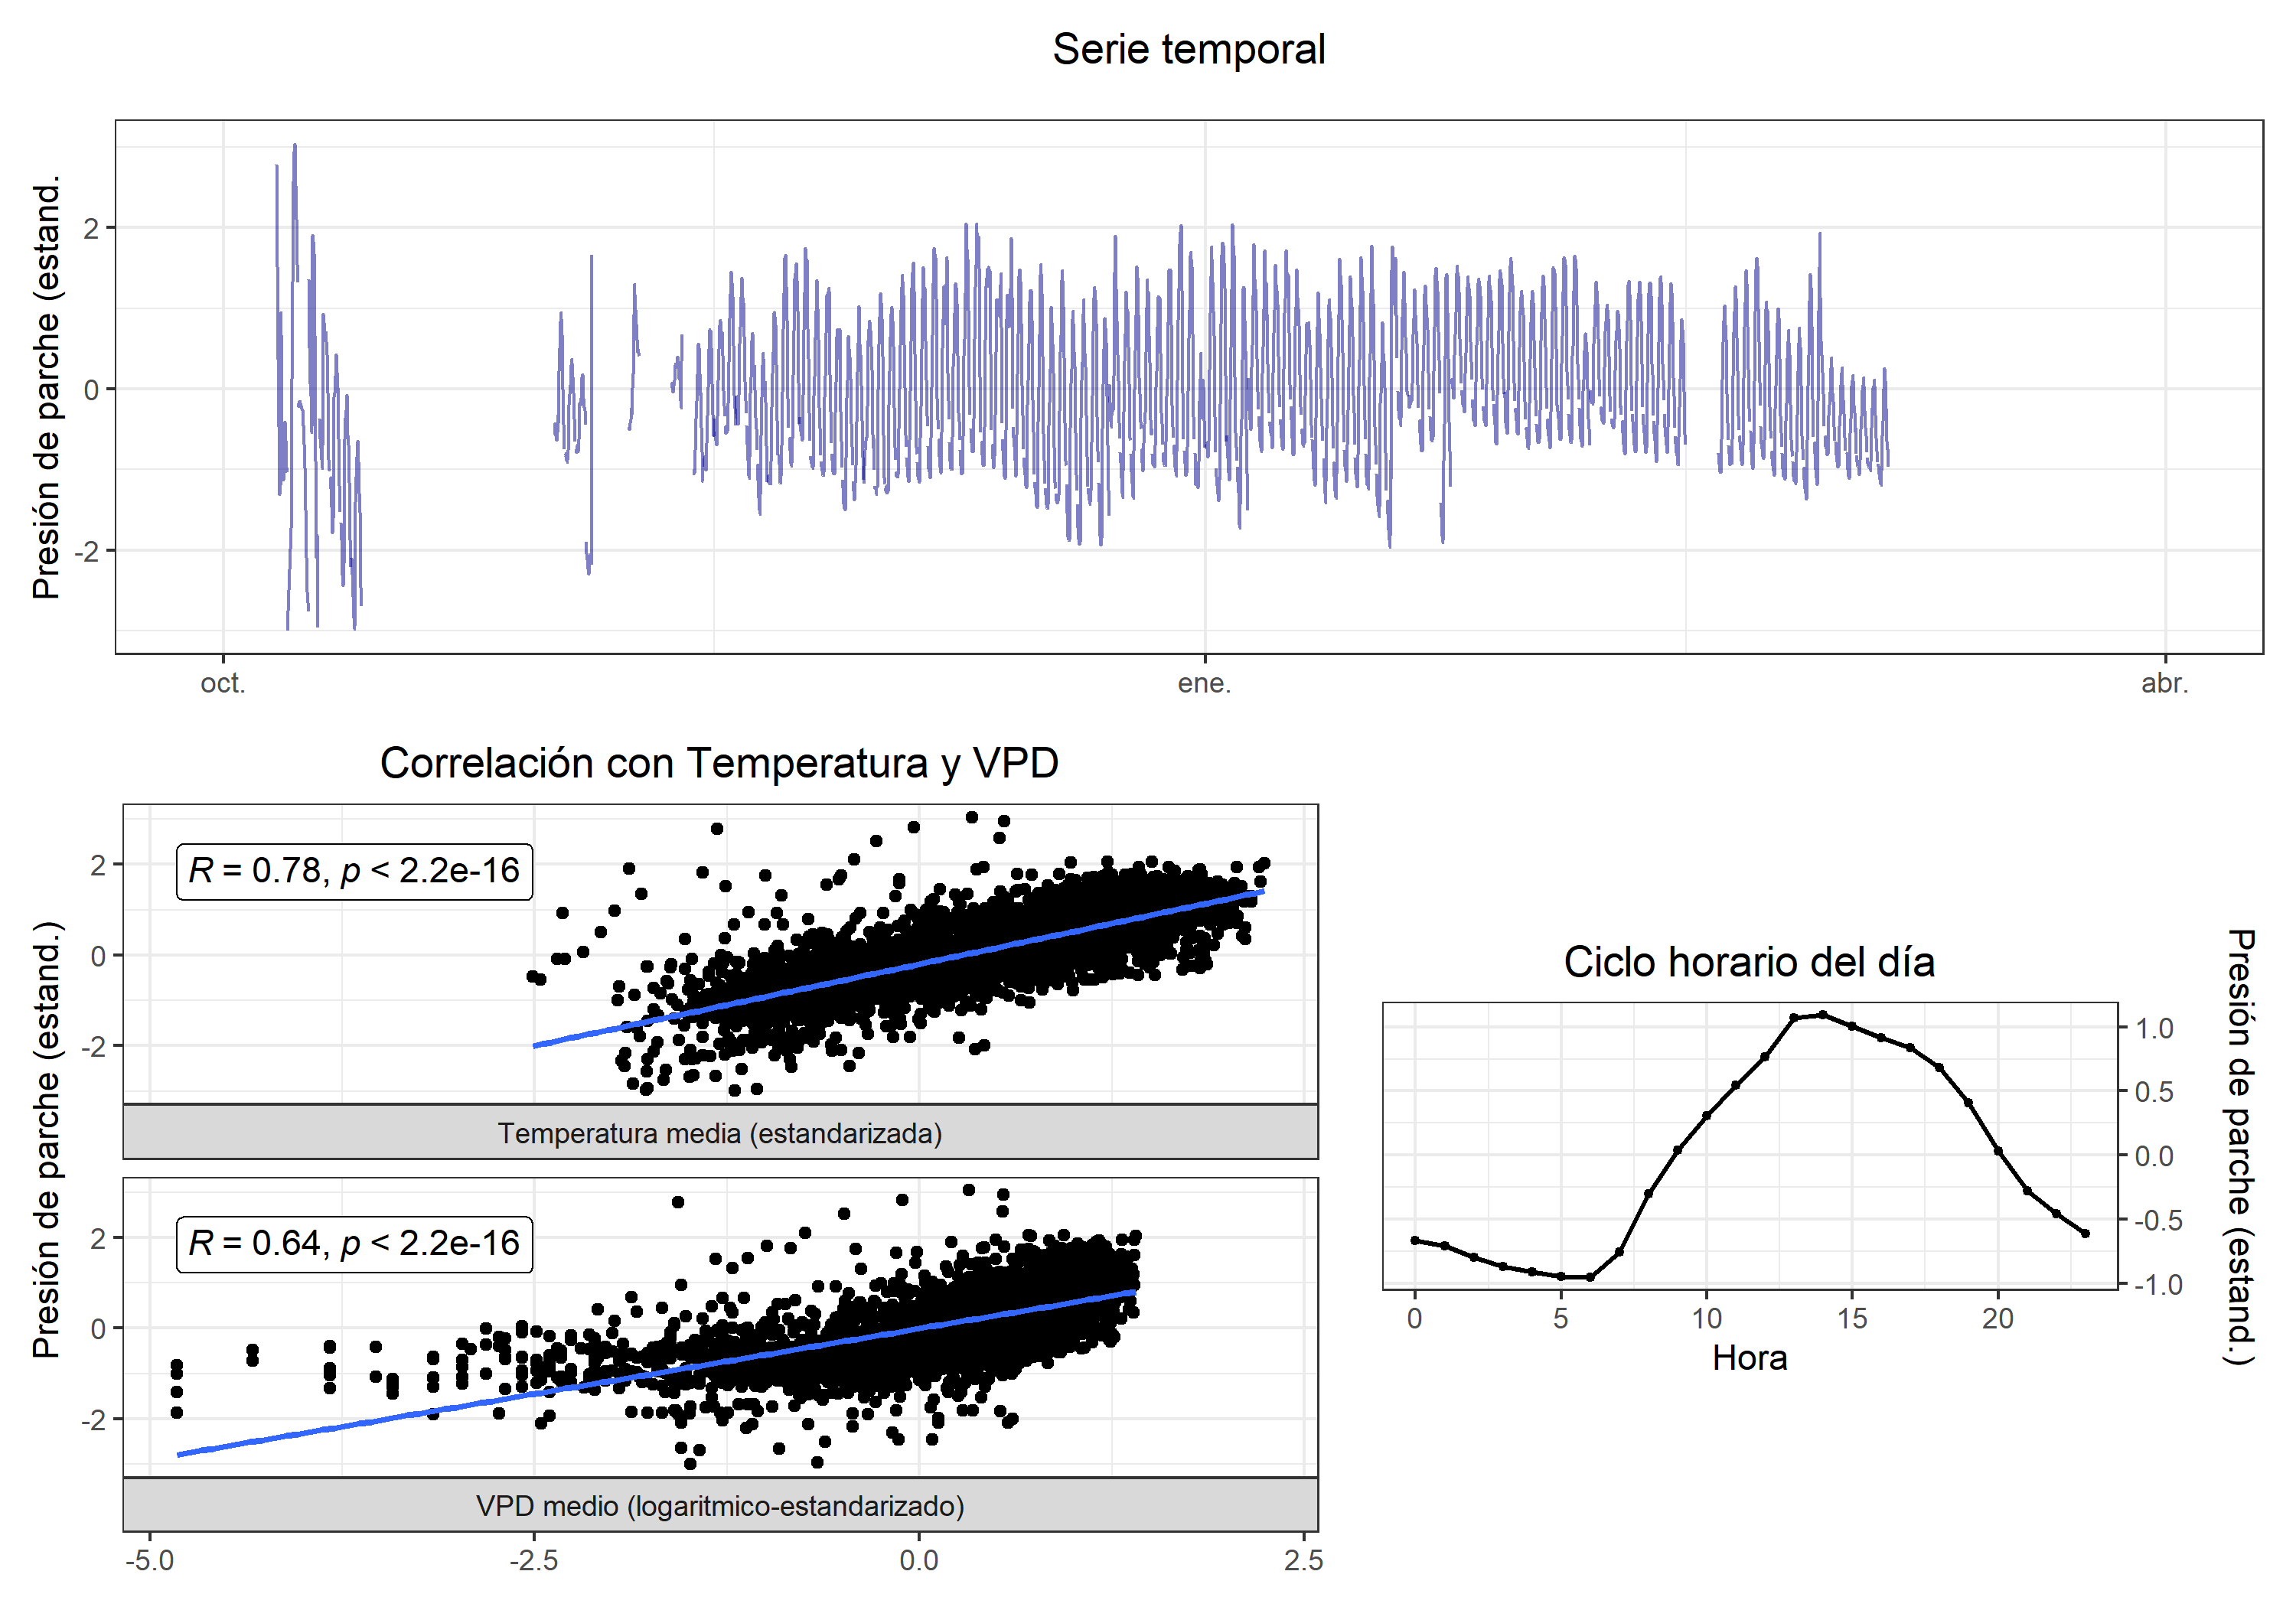 Serie temporal
Presión de parche (estand.
2
0
-2
oct.
ene.
abr.
Correlación con Temperatura y VPD
Presión de parche (estand.)
2
0
-2
R = 0.78, p < 2.2e-16
Temperatura media (estandarizada)
2
0
-2
R = 0.64, p < 2.2e-16
VPD medio (logaritmico-estandarizado)
-5.0
-2.5
0.0
2.5
Ciclo horario del día
1.0
0.5
0.0
-0.5
-1.0
Presión de parche (estand.)
0
5
10
15
20
Hora